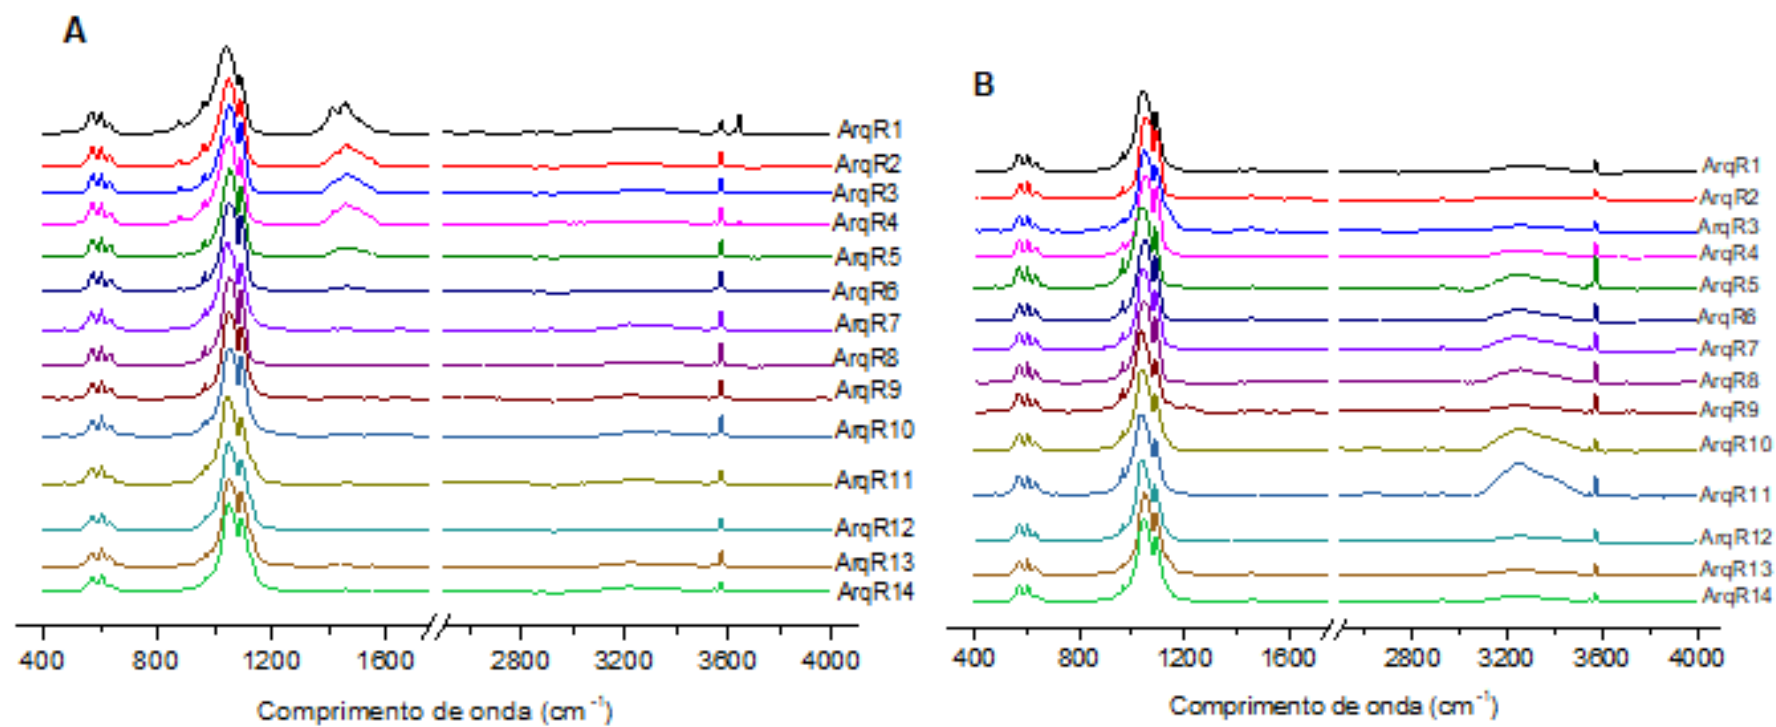 A
ArqR1
ArqR2
ArqR3
ArqR4
ArqR5
ArqR6
ArqR7
ArqR8
ArqR9
ArqR10
ArqR11
ArqR12
ArqR13
ArqR14
400 800 1200 1600 2800 3200 3600 4000
Comprimento de onda (cm⁻¹)
B
ArqR1
ArqR2
ArqR3
ArqR4
ArqR5
ArqR6
ArqR7
ArqR8
ArqR9
ArqR10
ArqR11
ArqR12
ArqR13
ArqR14
400 800 1200 1600 2800 3200 3600 4000
Comprimento de onda (cm⁻¹)